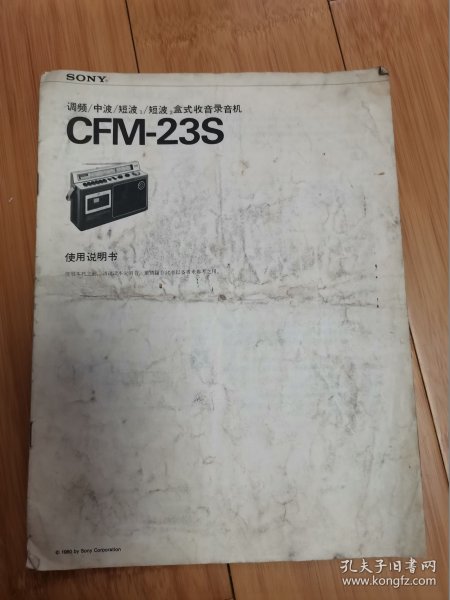 SONY
调频/中波/短波1/短波2盒式收音录音机
CFM-23S
使用说明书
© 1980 by Sony Corporation
孔夫子旧书网
www.kongfz.com